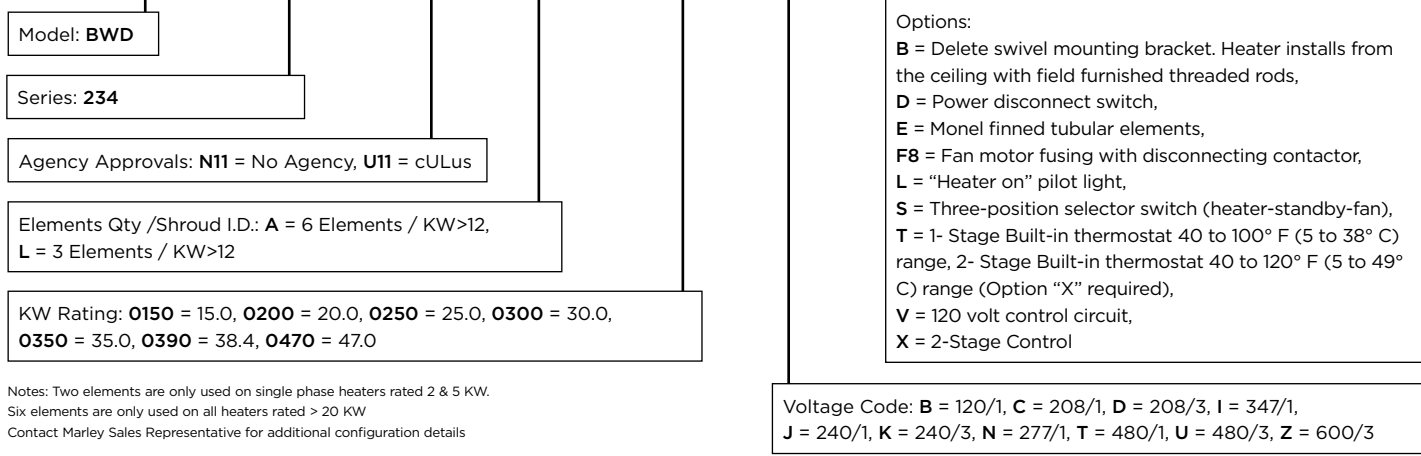 Model: BWD
Series: 234
Agency Approvals: N11 = No Agency, U11 = cULus
Elements Qty /Shroud I.D.: A = 6 Elements / KW>12,
L = 3 Elements / KW>12
KW Rating: 0150 = 15.0, 0200 = 20.0, 0250 = 25.0, 0300 = 30.0,
0350 = 35.0, 0390 = 38.4, 0470 = 47.0
Notes: Two elements are only used on single phase heaters rated 2 & 5 KW.
Six elements are only used on all heaters rated > 20 KW
Contact Marley Sales Representative for additional configuration details
Options:
B = Delete swivel mounting bracket. Heater installs from
the ceiling with field furnished threaded rods,
D = Power disconnect switch,
E = Monel finned tubular elements,
F8 = Fan motor fusing with disconnecting contactor,
L = “Heater on” pilot light,
S = Three-position selector switch (heater-standby-fan),
T = 1- Stage Built-in thermostat 40 to 100° F (5 to 38° C)
range, 2- Stage Built-in thermostat 40 to 120° F (5 to 49°
C) range (Option “X” required),
V = 120 volt control circuit,
X = 2-Stage Control
Voltage Code: B = 120/1, C = 208/1, D = 208/3, I = 347/1,
J = 240/1, K = 240/3, N = 277/1, T = 480/1, U = 480/3, Z = 600/3